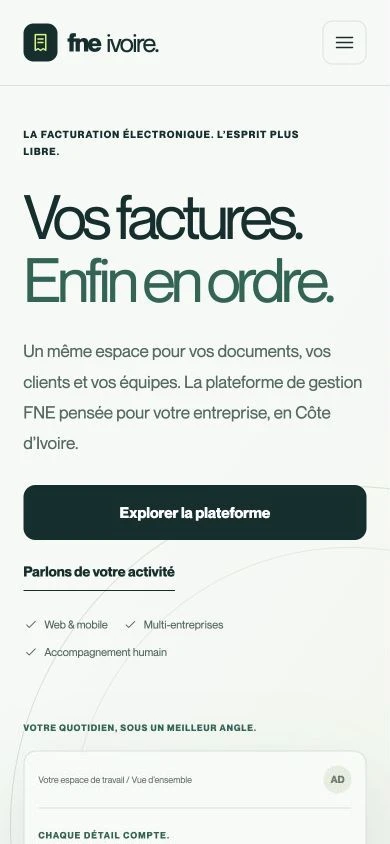 fne ivoire.
LA FACTURATION ÉLECTRONIQUE. L'ESPRIT PLUS
LIBRE.
Vos factures.
Enfin en ordre.
Un même espace pour vos documents, vos
clients et vos équipes. La plateforme de gestion
FNE pensée pour votre entreprise, en Côte
d'Ivoire.
Explorer la plateforme
Parlons de votre activité
Web & mobile
Multi-entreprises
Accompagnement humain
VOTRE QUOTIDIEN, SOUS UN MEILLEUR ANGLE.
Votre espace de travail / Vue d'ensemble
AD
CHAQUE DÉTAIL COMPTE.